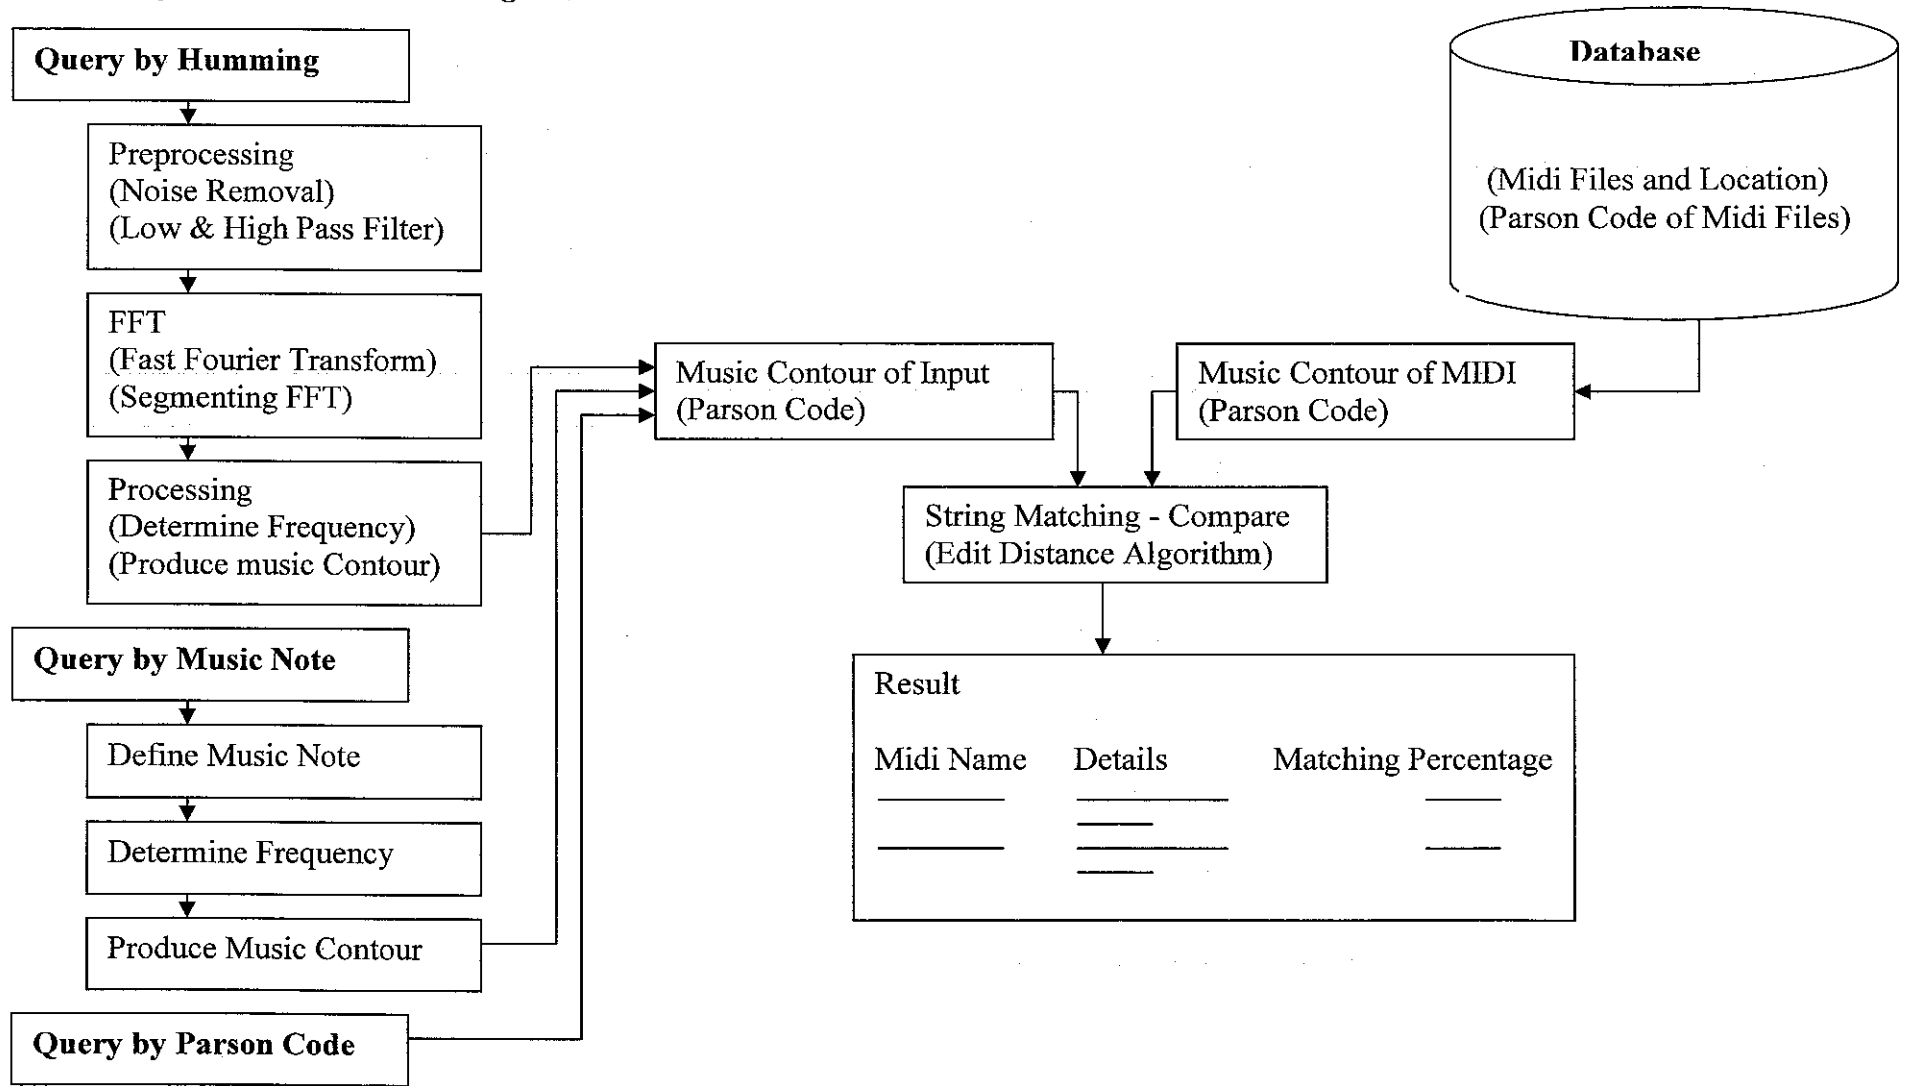 Query by Humming
Preprocessing
(Noise Removal)
(Low & High Pass Filter)
FFT
(Fast Fourier Transform)
(Segmenting FFT)
Processing
(Determine Frequency)
(Produce music Contour)
Query by Music Note
Define Music Note
Determine Frequency
Produce Music Contour
Query by Parson Code
Music Contour of Input
(Parson Code)
Database
(Midi Files and Location)
(Parson Code of Midi Files)
Music Contour of MIDI
(Parson Code)
String Matching - Compare
(Edit Distance Algorithm)
Result
Midi Name Details Matching Percentage